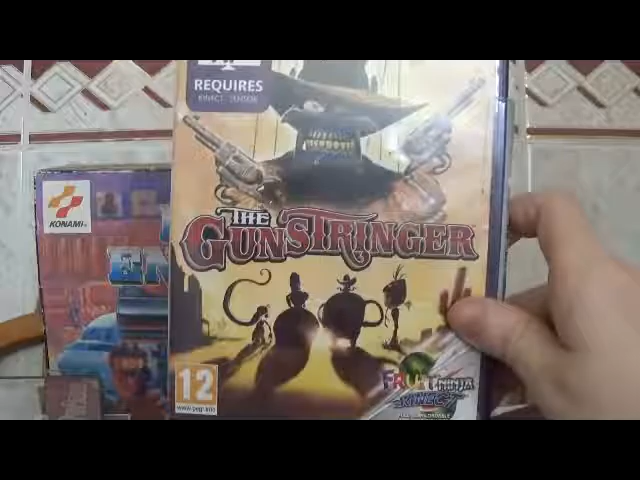 REQUIRES
KINECT SENSOR
KONAMI
THE
GUNSTRINGER
12
FRUIT NINJA
KINECT